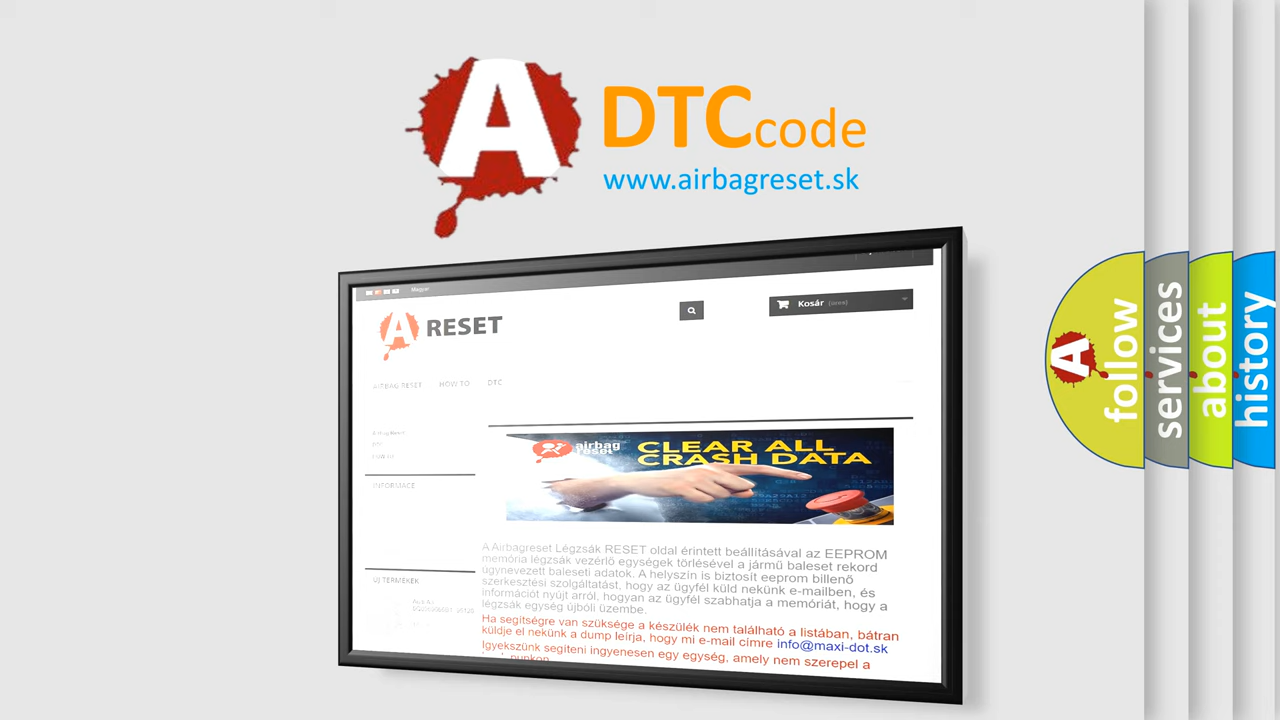 A
DTCcode
www.airbagreset.sk
Magyar
Kosár (üres)
A RESET
AIRBAG RESET HOW TO DTC
airbag
reset
CLEAR ALL
CRASH DATA
INFORMACE
ÚJ TERMÉKEK
A Airbagreset Légzsák RESET oldal érintett beállításával az EEPROM
memória légzsák vezérlő egységek törlésével a jármű baleset rekord
úgynevezett baleseti adatok. A helyszín is biztosít eeprom billenő
szerkesztési szolgáltatást, hogy az ügyfél küld nekünk e-mailben, és
információt nyújt arról, hogyan az ügyfél szabhatja a memóriát, hogy a
légzsák egység újbóli üzembe.
Ha segítségre van szüksége a készülék nem található a listában, bátran
küldje el nekünk a dump leírja, hogy mi e-mail címre info@maxi-dot.sk
Igyekszünk segíteni ingyenesen egy egység, amely nem szerepel a
A
follow
services
about
history